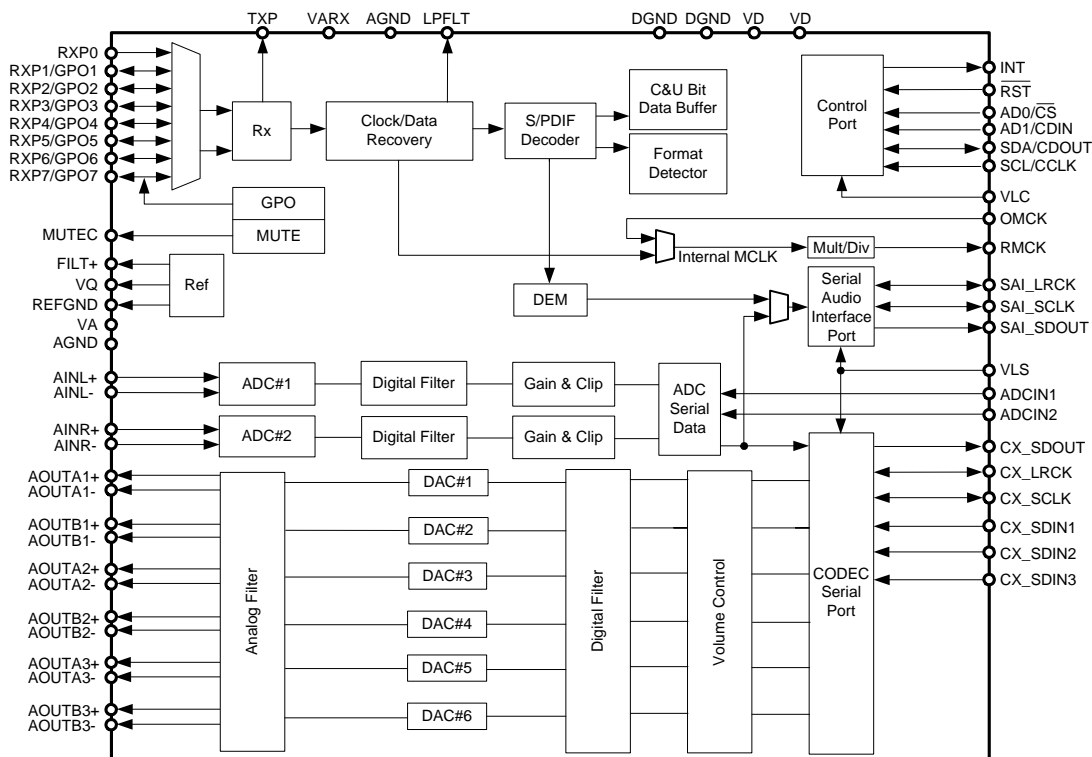 TXP
VARX
AGND
LPFLT
DGND
DGND
VD
VD
RXP0
RXP1/GPO1
RXP2/GPO2
RXP3/GPO3
RXP4/GPO4
RXP5/GPO5
RXP6/GPO6
RXP7/GPO7
MUTEC
FILT+
VQ
REFGND
VA
AGND
AINL+
AINL-
AINR+
AINR-
AOUTA1+
AOUTA1-
AOUTB1+
AOUTB1-
AOUTA2+
AOUTA2-
AOUTB2+
AOUTB2-
AOUTA3+
AOUTA3-
AOUTB3+
AOUTB3-
Rx
Clock/Data
Recovery
S/PDIF
Decoder
C&U Bit
Data Buffer
Format
Detector
GPO
MUTE
Ref
Internal MCLK
Mult/Div
DEM
Control
Port
Serial
Audio
Interface
Port
ADC#1
Digital Filter
Gain & Clip
ADC#2
Digital Filter
Gain & Clip
ADC
Serial
Data
Analog Filter
DAC#1
DAC#2
DAC#3
DAC#4
DAC#5
DAC#6
Digital Filter
Volume Control
CODEC
Serial
Port
INT
RST
AD0/CS
AD1/CDIN
SDA/CDOUT
SCL/CCLK
VLC
OMCK
RMCK
SAI_LRCK
SAI_SCLK
SAI_SDOUT
VLS
ADCIN1
ADCIN2
CX_SDOUT
CX_LRCK
CX_SCLK
CX_SDIN1
CX_SDIN2
CX_SDIN3